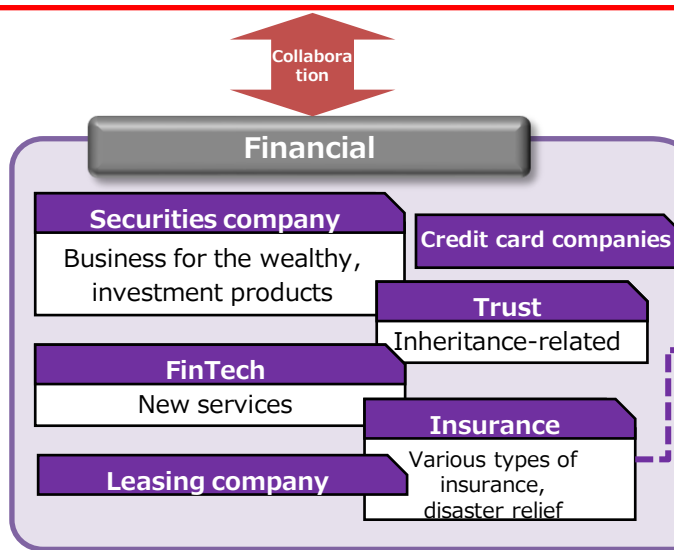 Collabora
tion
Financial
Securities company
Business for the wealthy,
investment products
Credit card companies
Trust
Inheritance-related
FinTech
New services
Insurance
Various types of
insurance,
disaster relief
Leasing company